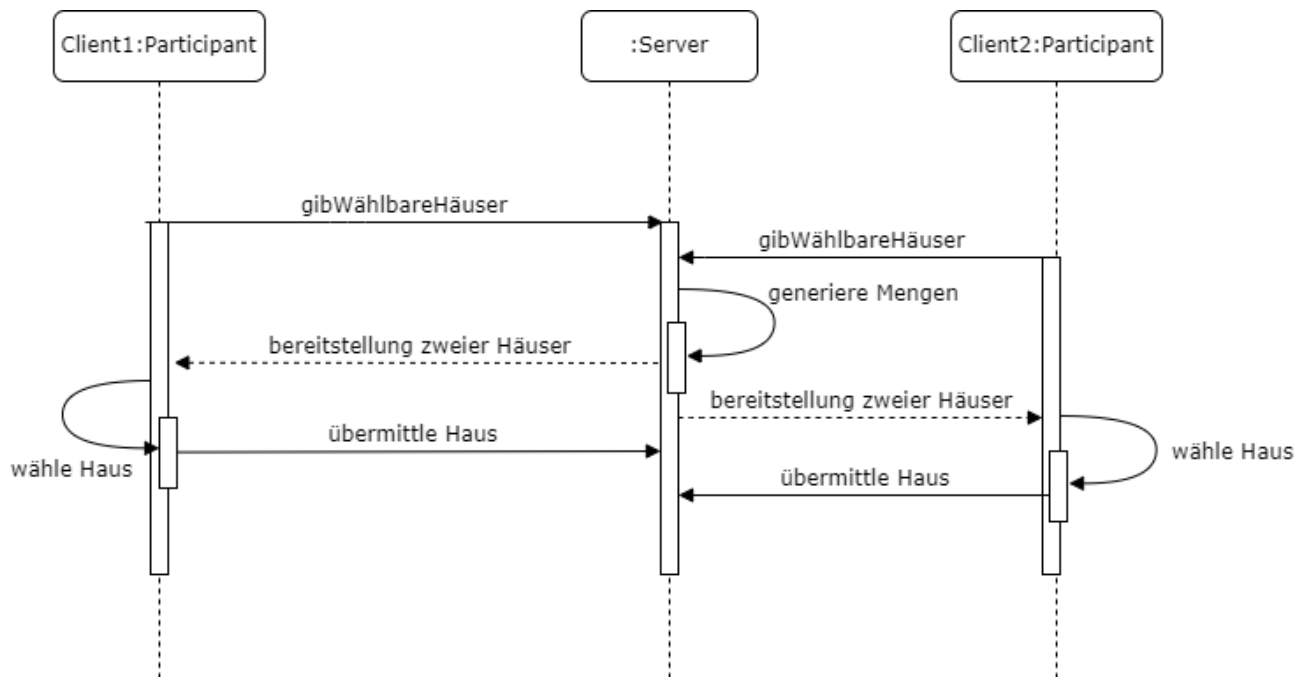 Client1:Participant
:Server
Client2:Participant
gibWählbareHäuser
gibWählbareHäuser
generiere Mengen
bereitstellung zweier Häuser
bereitstellung zweier Häuser
übermittle Haus
wähle Haus
wähle Haus
übermittle Haus